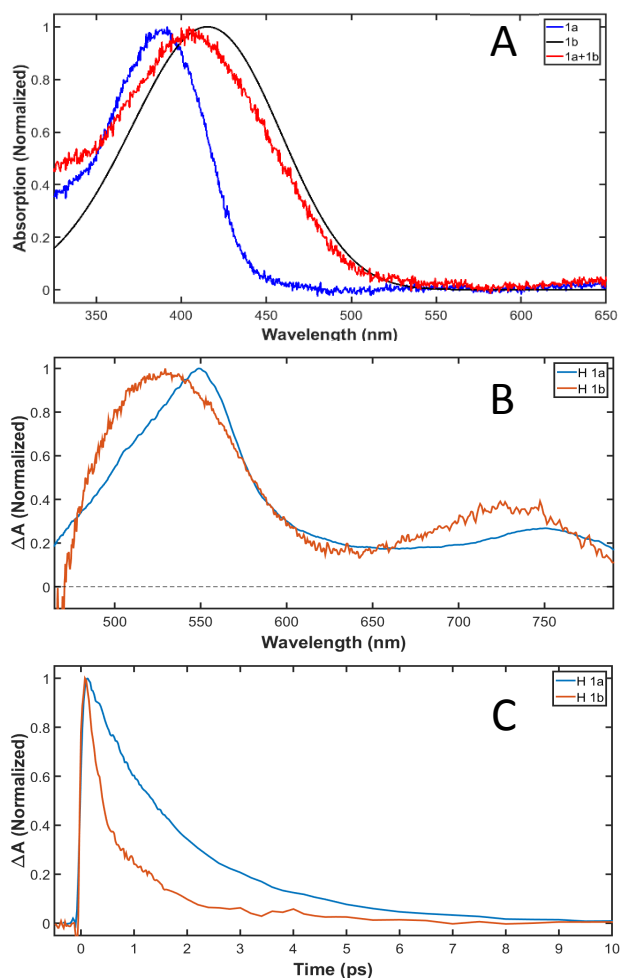 A
1a
1b
1a+1b
Absorption (Normalized)
1
0.8
0.6
0.4
0.2
0
350 400 450 500 550 600 650
Wavelength (nm)
B
H 1a
H 1b
ΔA (Normalized)
1
0.8
0.6
0.4
0.2
0
500 550 600 650 700 750
Wavelength (nm)
C
H 1a
H 1b
ΔA (Normalized)
1
0.8
0.6
0.4
0.2
0
0 1 2 3 4 5 6 7 8 9 10
Time (ps)